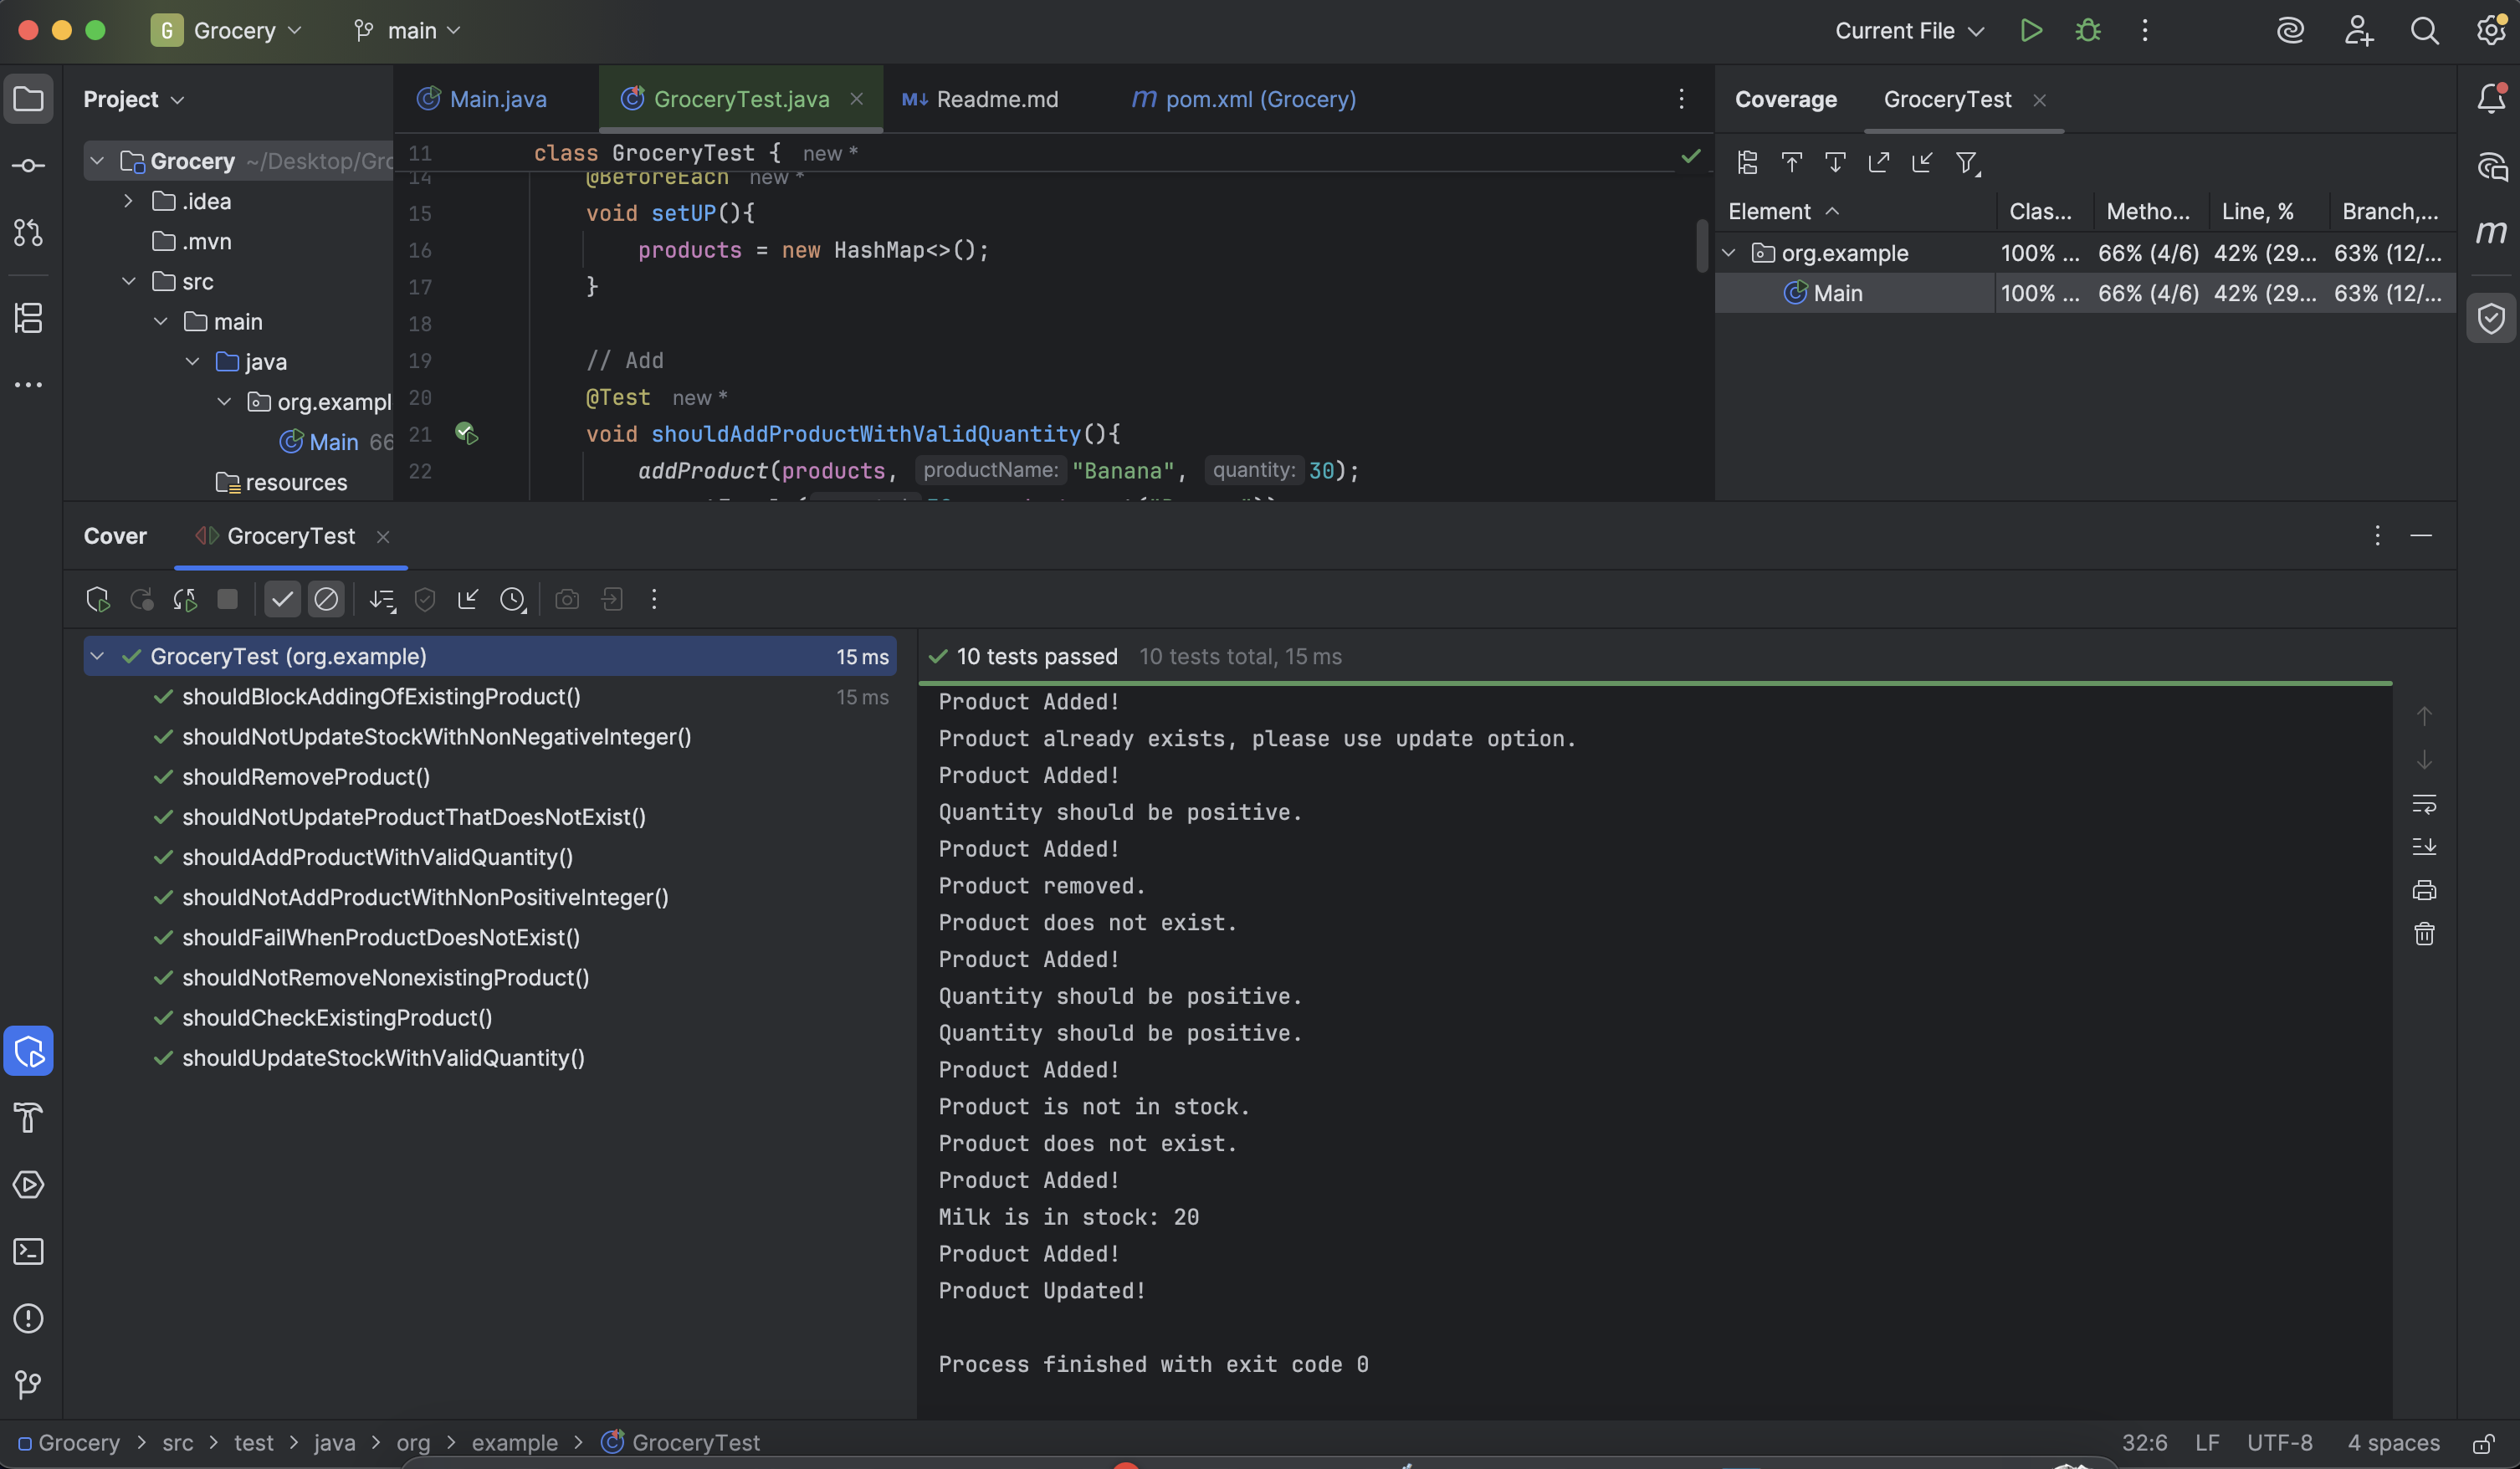 G Grocery main Current File
Project
Main.java GroceryTest.java Readme.md pom.xml (Grocery)
Coverage GroceryTest
Grocery ~/Desktop/Gro
.idea
.mvn
src
main
java
org.exampl
Main 66
resources
11 class GroceryTest { new *
14 @BeforeEach new *
15 void setUP(){
16 products = new HashMap<>();
17 }
18
19 // Add
20 @Test new *
21 void shouldAddProductWithValidQuantity(){
22 addProduct(products, productName: "Banana", quantity: 30);
Element Clas... Metho... Line, % Branch,...
org.example 100% ... 66% (4/6) 42% (29... 63% (12/...
Main 100% ... 66% (4/6) 42% (29... 63% (12/...
Cover GroceryTest
GroceryTest (org.example) 15 ms
shouldBlockAddingOfExistingProduct() 15 ms
shouldNotUpdateStockWithNonNegativeInteger()
shouldRemoveProduct()
shouldNotUpdateProductThatDoesNotExist()
shouldAddProductWithValidQuantity()
shouldNotAddProductWithNonPositiveInteger()
shouldFailWhenProductDoesNotExist()
shouldNotRemoveNonexistingProduct()
shouldCheckExistingProduct()
shouldUpdateStockWithValidQuantity()
10 tests passed 10 tests total, 15 ms
Product Added!
Product already exists, please use update option.
Product Added!
Quantity should be positive.
Product Added!
Product removed.
Product does not exist.
Product Added!
Quantity should be positive.
Quantity should be positive.
Product Added!
Product is not in stock.
Product does not exist.
Product Added!
Milk is in stock: 20
Product Added!
Product Updated!
Process finished with exit code 0
Grocery > src > test > java > org > example > GroceryTest
32:6 LF UTF-8 4 spaces